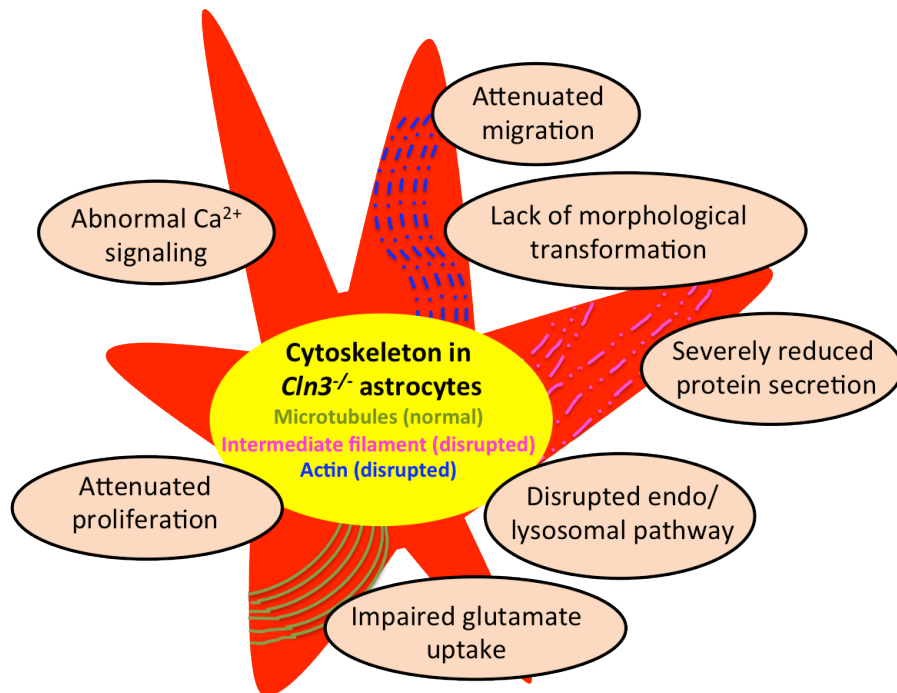 Attenuated
migration
Abnormal Ca²⁺
signaling
Lack of morphological
transformation
Cytoskeleton in
Cln3⁻/⁻ astrocytes
Microtubules (normal)
Intermediate filament (disrupted)
Actin (disrupted)
Severely reduced
protein secretion
Attenuated
proliferation
Disrupted endo/
lysosomal pathway
Impaired glutamate
uptake